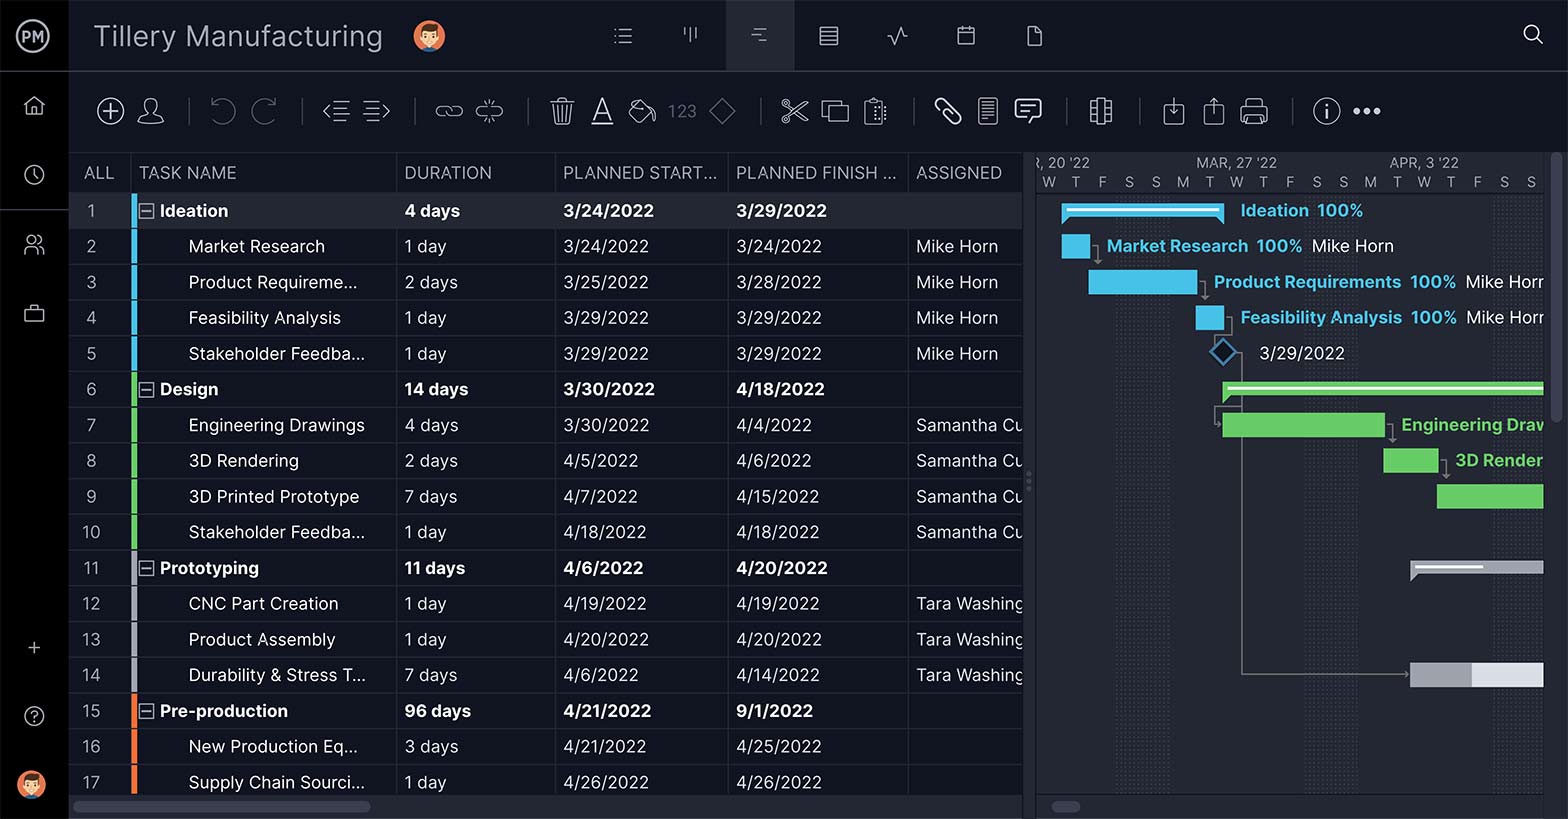 PM
Tillery Manufacturing
123
ALL TASK NAME DURATION PLANNED START... PLANNED FINISH ... ASSIGNED
1 Ideation 4 days 3/24/2022 3/29/2022
2 Market Research 1 day 3/24/2022 3/24/2022 Mike Horn
3 Product Requireme... 2 days 3/25/2022 3/28/2022 Mike Horn
4 Feasibility Analysis 1 day 3/29/2022 3/29/2022 Mike Horn
5 Stakeholder Feedba... 1 day 3/29/2022 3/29/2022 Mike Horn
6 Design 14 days 3/30/2022 4/18/2022
7 Engineering Drawings 4 days 3/30/2022 4/4/2022 Samantha Cu
8 3D Rendering 2 days 4/5/2022 4/6/2022 Samantha Cu
9 3D Printed Prototype 7 days 4/7/2022 4/15/2022 Samantha Cu
10 Stakeholder Feedba... 1 day 4/18/2022 4/18/2022 Samantha Cu
11 Prototyping 11 days 4/6/2022 4/20/2022
12 CNC Part Creation 1 day 4/19/2022 4/19/2022 Tara Washing
13 Product Assembly 1 day 4/20/2022 4/20/2022 Tara Washing
14 Durability & Stress T... 7 days 4/6/2022 4/14/2022 Tara Washing
15 Pre-production 96 days 4/21/2022 9/1/2022
16 New Production Eq... 3 days 4/21/2022 4/25/2022
17 Supply Chain Sourci... 1 day 4/26/2022 4/26/2022
R, 20 '22 MAR, 27 '22 APR, 3 '22
W T F S S M T W T F S S M T W T F S S
Ideation 100%
Market Research 100% Mike Horn
Product Requirements 100% Mike Horn
Feasibility Analysis 100% Mike Horn
3/29/2022
Engineering Draw
3D Render